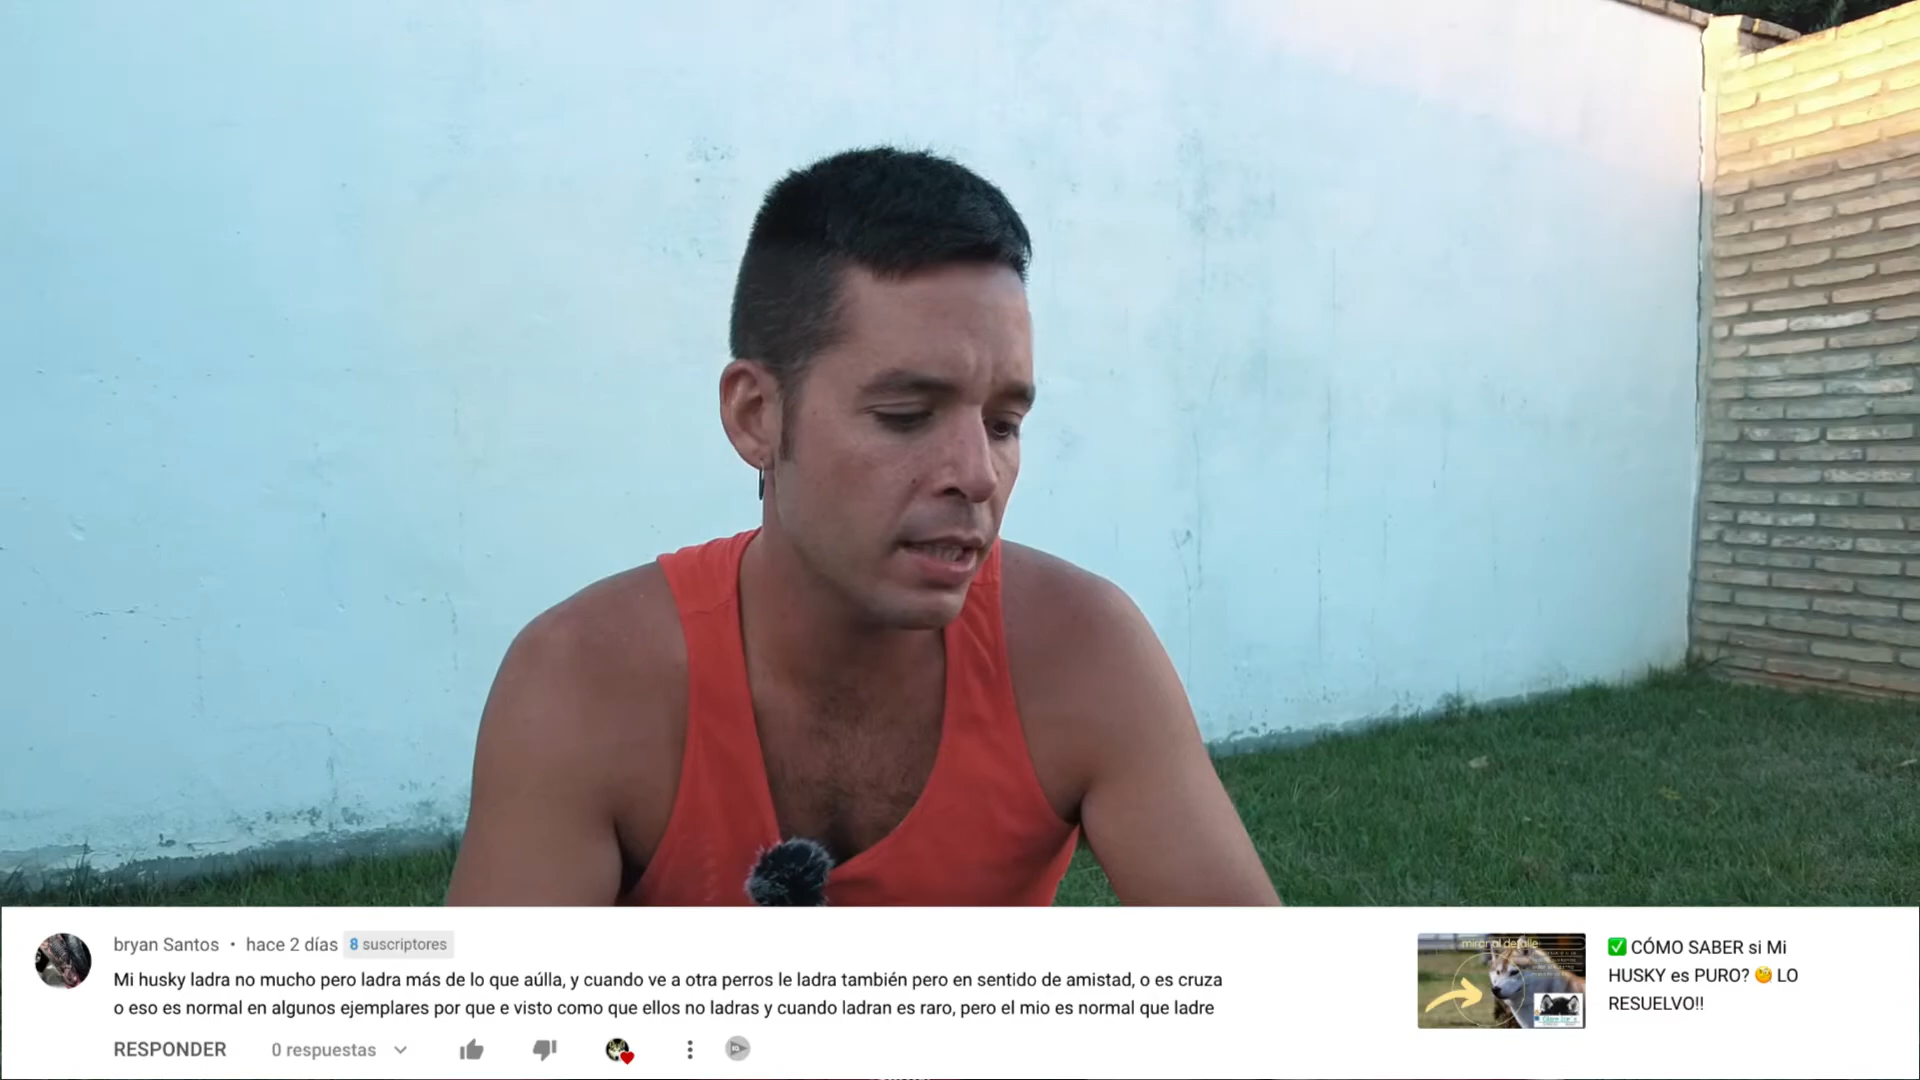 bryan Santos • hace 2 días 8 suscriptores
Mi husky ladra no mucho pero ladra más de lo que aúlla, y cuando ve a otra perros le ladra también pero en sentido de amistad, o es cruza
o eso es normal en algunos ejemplares por que e visto como que ellos no ladras y cuando ladran es raro, pero el mio es normal que ladre
RESPONDER 0 respuestas
mirar al detalle
✅ CÓMO SABER si Mi
HUSKY es PURO? 🧐 LO
RESUELVO!!